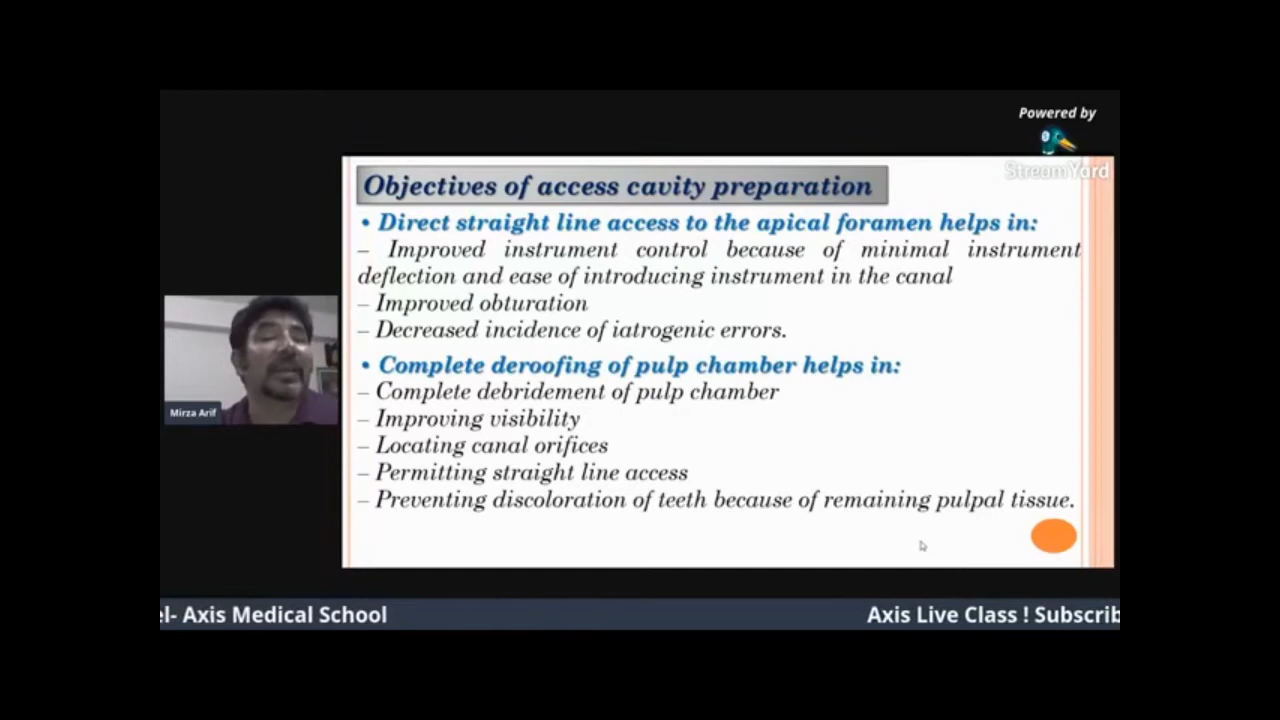 Powered by
StreamYard
Objectives of access cavity preparation
• Direct straight line access to the apical foramen helps in:
– Improved instrument control because of minimal instrument
deflection and ease of introducing instrument in the canal
– Improved obturation
– Decreased incidence of iatrogenic errors.
• Complete deroofing of pulp chamber helps in:
– Complete debridement of pulp chamber
– Improving visibility
– Locating canal orifices
– Permitting straight line access
– Preventing discoloration of teeth because of remaining pulpal tissue.
Mirza Arif
el- Axis Medical School
Axis Live Class ! Subscrib